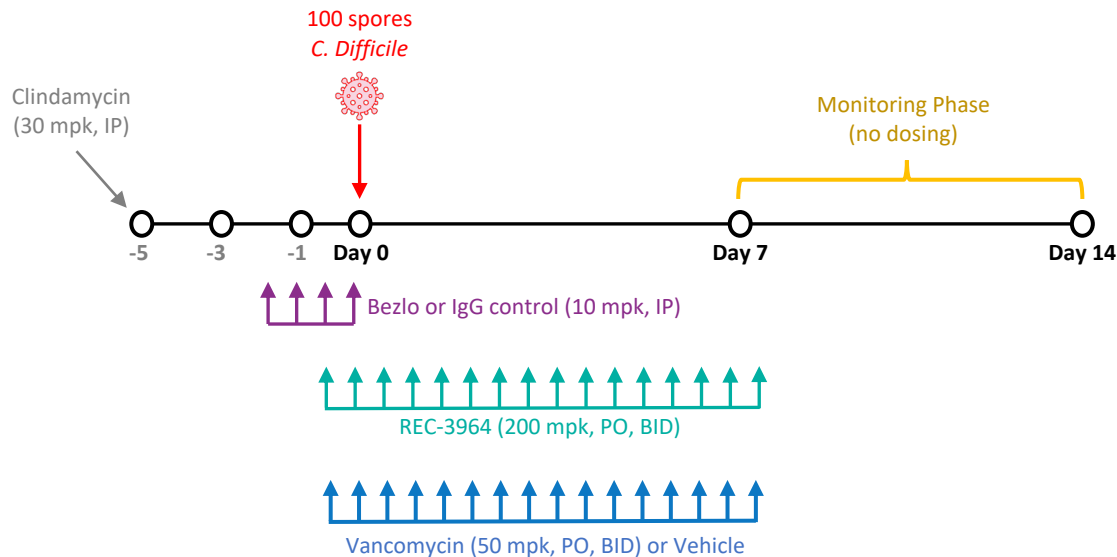 100 spores
C. Difficile
Clindamycin
(30 mpk, IP)
Monitoring Phase
(no dosing)
-5
-3
-1
Day 0
Day 7
Day 14
Bezlo or IgG control (10 mpk, IP)
REC-3964 (200 mpk, PO, BID)
Vancomycin (50 mpk, PO, BID) or Vehicle